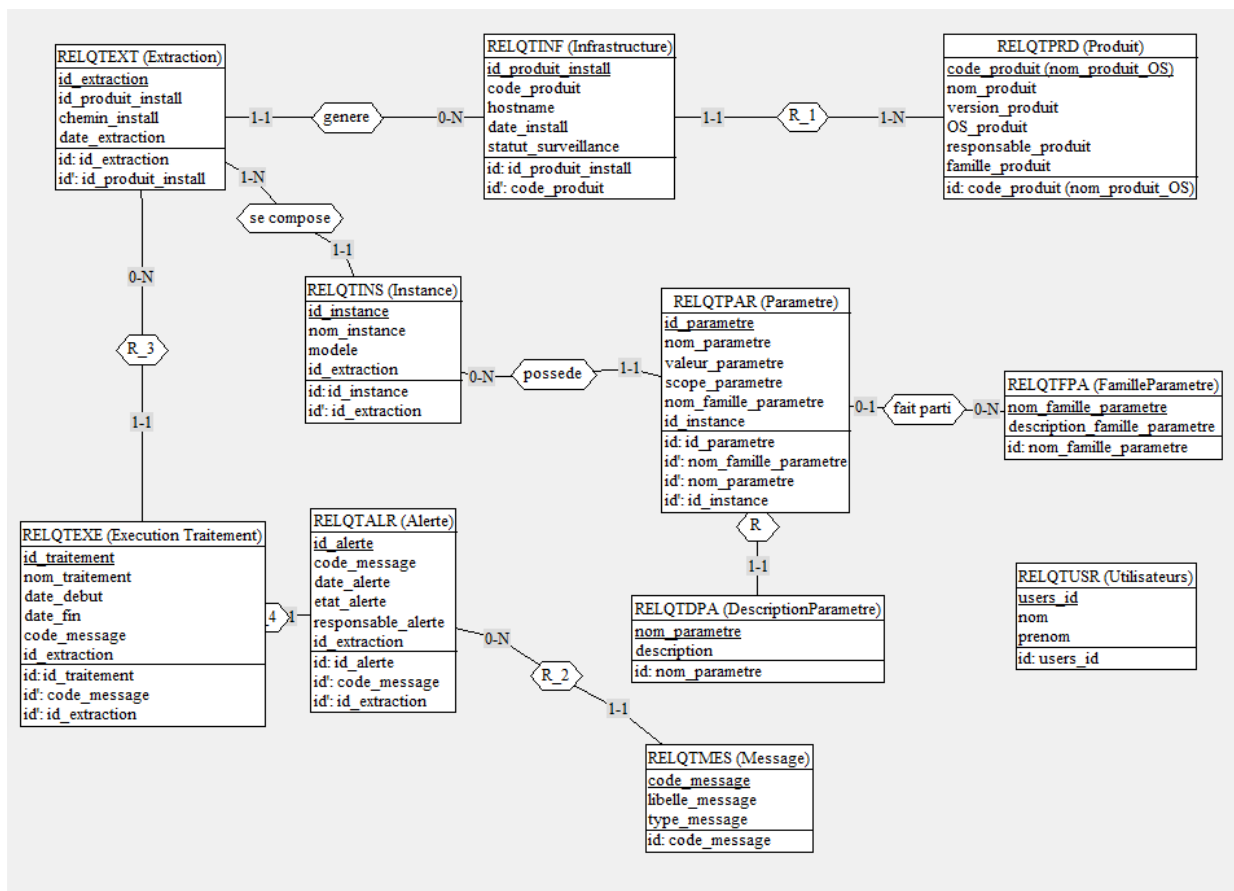 RELQTEXT (Extraction)
id_extraction
id_produit_install
chemin_install
date_extraction
id: id_extraction
id': id_produit_install
1-1
genere
0-N
RELQTINF (Infrastructure)
id_produit_install
code_produit
hostname
date_install
statut_surveillance
id: id_produit_install
id': code_produit
1-1
R_1
1-N
RELQTPRD (Produit)
code_produit (nom_produit_OS)
nom_produit
version_produit
OS_produit
responsable_produit
famille_produit
id: code_produit (nom_produit_OS)
1-N
se compose
1-1
0-N
R_3
1-1
RELQTINS (Instance)
id_instance
nom_instance
modele
id_extraction
id: id_instance
id': id_extraction
0-N
possede
1-1
RELQTPAR (Parametre)
id_parametre
nom_parametre
valeur_parametre
scope_parametre
nom_famille_parametre
id_instance
id: id_parametre
id': nom_famille_parametre
id': nom_parametre
id': id_instance
0-1
fait parti
0-N
RELQTFPA (FamilleParametre)
nom_famille_parametre
description_famille_parametre
id: nom_famille_parametre
R
1-1
RELQTDPA (DescriptionParametre)
nom_parametre
description
id: nom_parametre
RELQTUSR (Utilisateurs)
users_id
nom
prenom
id: users_id
RELQTEXE (Execution Traitement)
id_traitement
nom_traitement
date_debut
date_fin
code_message
id_extraction
id: id_traitement
id': code_message
id': id_extraction
_4
1
RELQTALR (Alerte)
id_alerte
code_message
date_alerte
etat_alerte
responsable_alerte
id_extraction
id: id_alerte
id': code_message
id': id_extraction
0-N
R_2
1-1
RELQTMES (Message)
code_message
libelle_message
type_message
id: code_message